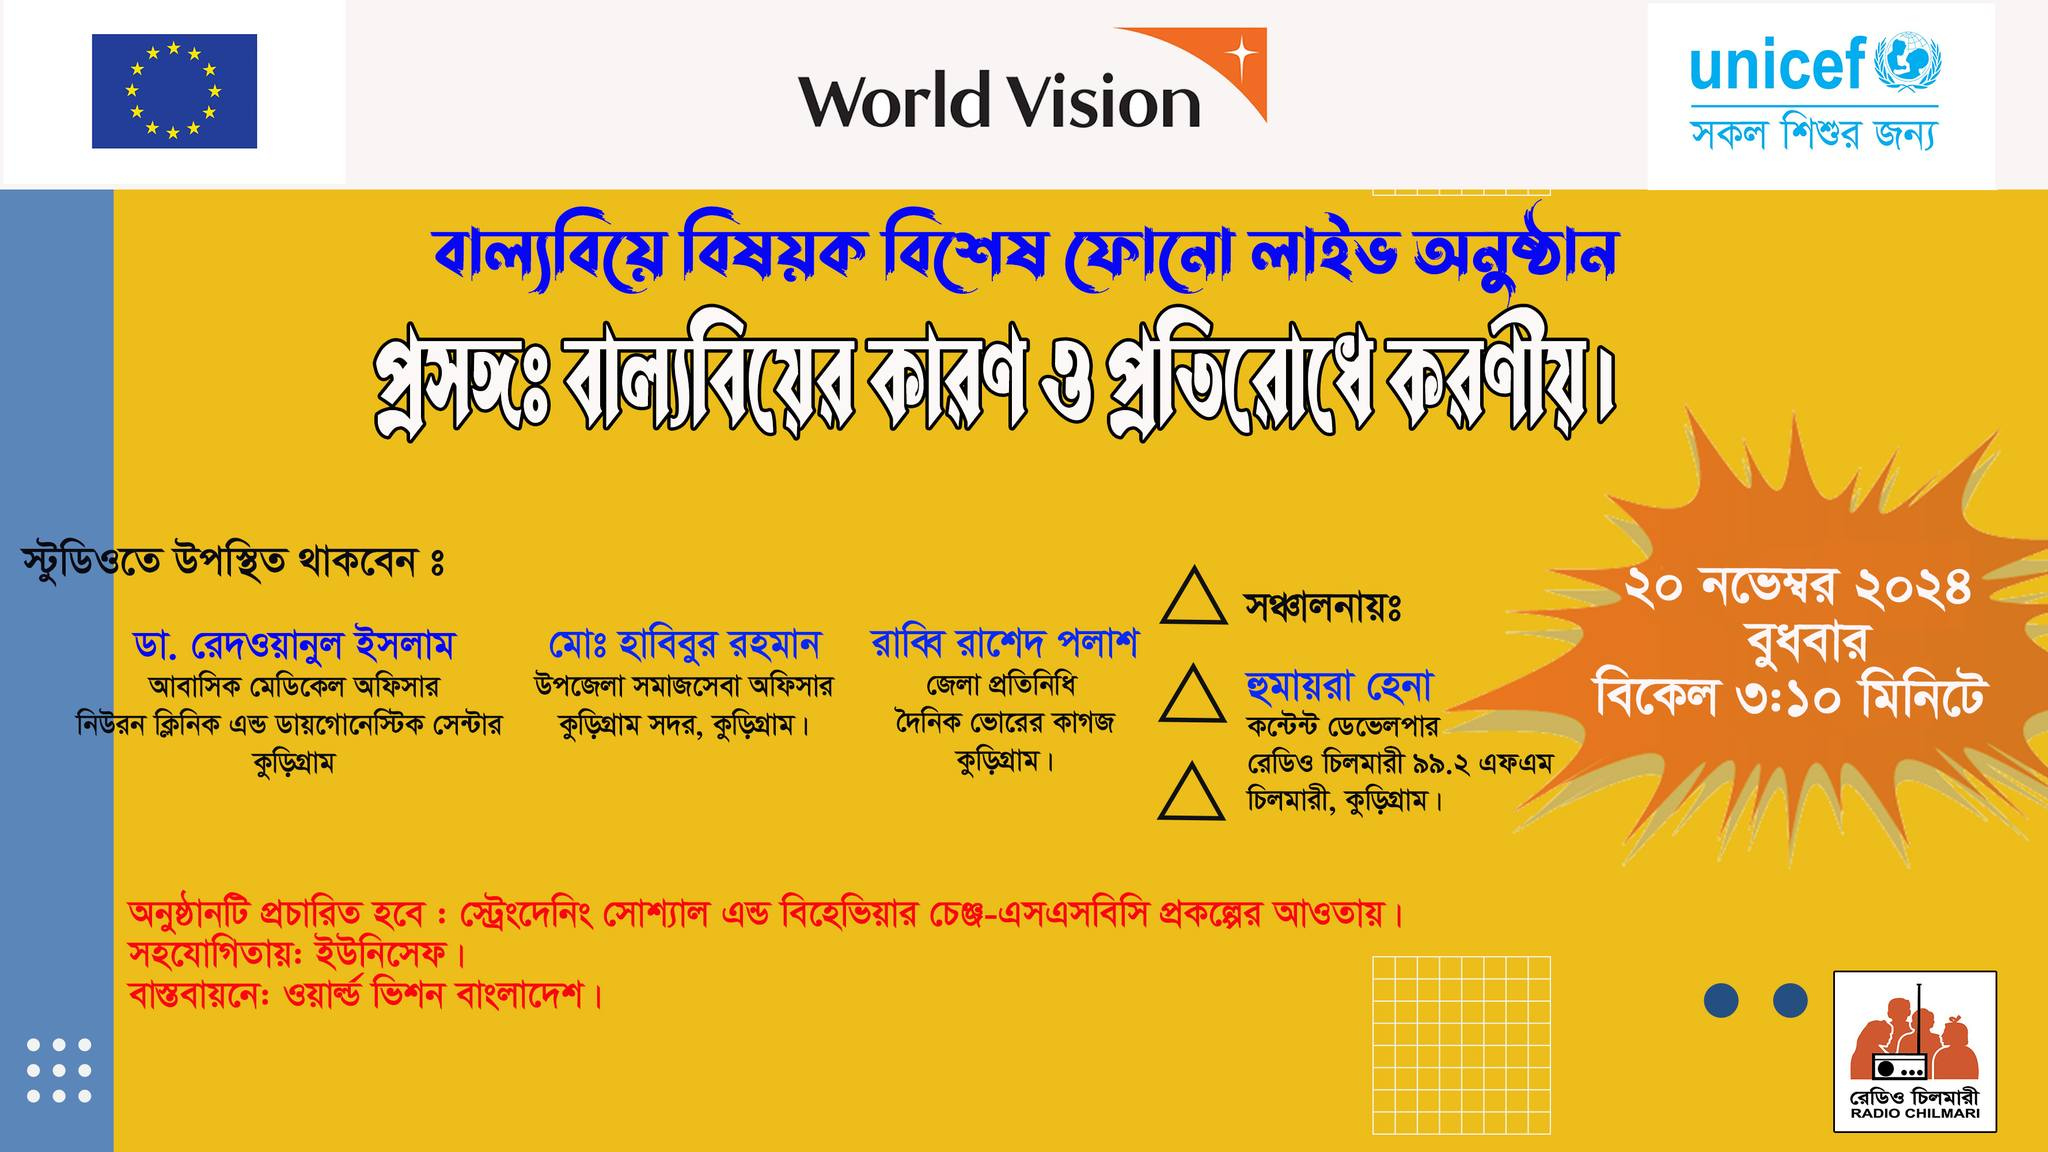 World Vision
unicef
সকল শিশুর জন্য
বাল্যবিয়ে বিষয়ক বিশেষ ফোনো লাইভ অনুষ্ঠান
প্রসঙ্গঃ বাল্যবিয়ের কারণ ও প্রতিরোধে করণীয়।
স্টুডিওতে উপস্থিত থাকবেন ঃ
ডা. রেদওয়ানুল ইসলাম
আবাসিক মেডিকেল অফিসার
নিউরন ক্লিনিক এন্ড ডায়গোনেস্টিক সেন্টার
কুড়িগ্রাম
মোঃ হাবিবুর রহমান
উপজেলা সমাজসেবা অফিসার
কুড়িগ্রাম সদর, কুড়িগ্রাম।
রাব্বি রাশেদ পলাশ
জেলা প্রতিনিধি
দৈনিক ভোরের কাগজ
কুড়িগ্রাম।
সঞ্চালনায়ঃ
হুমায়রা হেনা
কন্টেন্ট ডেভেলপার
রেডিও চিলমারী ৯৯.২ এফএম
চিলমারী, কুড়িগ্রাম।
২০ নভেম্বর ২০২৪
বুধবার
বিকেল ৩:১০ মিনিটে
অনুষ্ঠানটি প্রচারিত হবে : স্ট্রেংদেনিং সোশ্যাল এন্ড বিহেভিয়ার চেঞ্জ-এসএসবিসি প্রকল্পের আওতায়।
সহযোগিতায়: ইউনিসেফ।
বাস্তবায়নে: ওয়ার্ল্ড ভিশন বাংলাদেশ।
রেডিও চিলমারী
RADIO CHILMARI